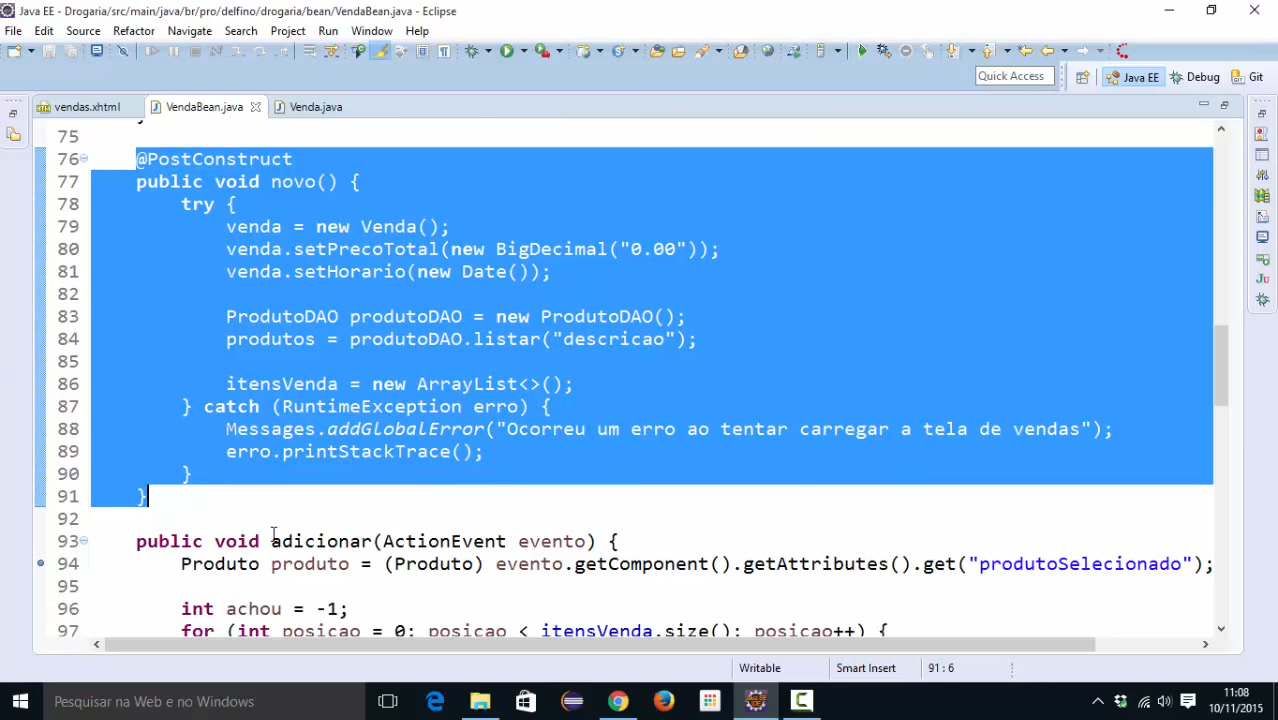 Java EE - Drogaria/src/main/java/br/pro/delfino/drogaria/bean/VendaBean.java - Eclipse
File Edit Source Refactor Navigate Search Project Run Window Help
Quick Access
Java EE Debug Git
vendas.xhtml VendaBean.java Venda.java
75
76 @PostConstruct
77 public void novo() {
78 try {
79 venda = new Venda();
80 venda.setPrecoTotal(new BigDecimal("0.00"));
81 venda.setHorario(new Date());
82
83 ProdutoDAO produtoDAO = new ProdutoDAO();
84 produtos = produtoDAO.listar("descricao");
85
86 itensVenda = new ArrayList<>();
87 } catch (RuntimeException erro) {
88 Messages.addGlobalError("Ocorreu um erro ao tentar carregar a tela de vendas");
89 erro.printStackTrace();
90 }
91 }
92
93 public void adicionar(ActionEvent evento) {
94 Produto produto = (Produto) evento.getComponent().getAttributes().get("produtoSelecionado");
95
96 int achou = -1;
97 for (int posicao = 0; posicao < itensVenda.size(); posicao++) {
Writable Smart Insert 91 : 6
Pesquisar na Web e no Windows
11:08
10/11/2015